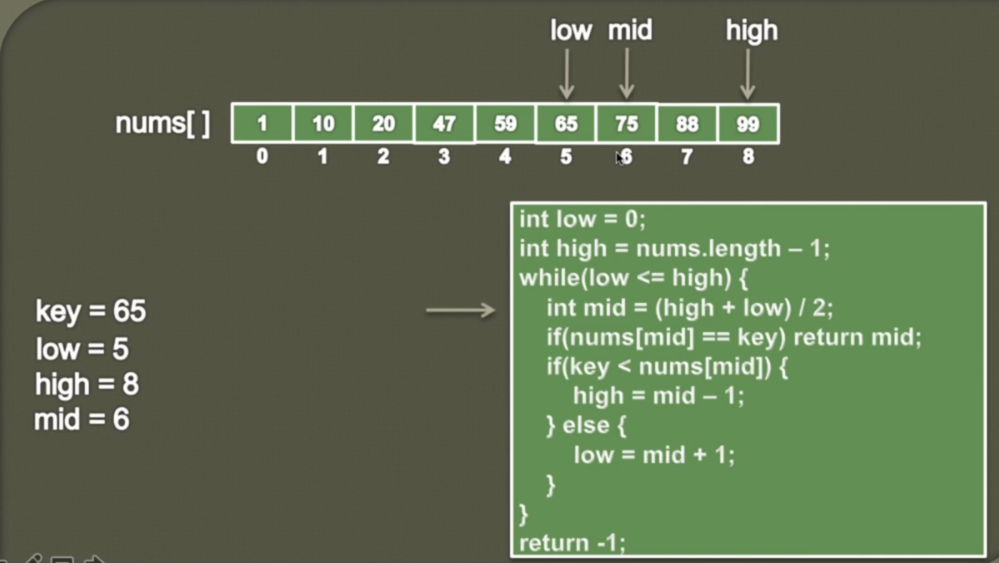 low mid high
nums[ ] 1 10 20 47 59 65 75 88 99
0 1 2 3 4 5 6 7 8
key = 65
low = 5
high = 8
mid = 6
int low = 0;
int high = nums.length – 1;
while(low <= high) {
int mid = (high + low) / 2;
if(nums[mid] == key) return mid;
if(key < nums[mid]) {
high = mid – 1;
} else {
low = mid + 1;
}
}
return -1;